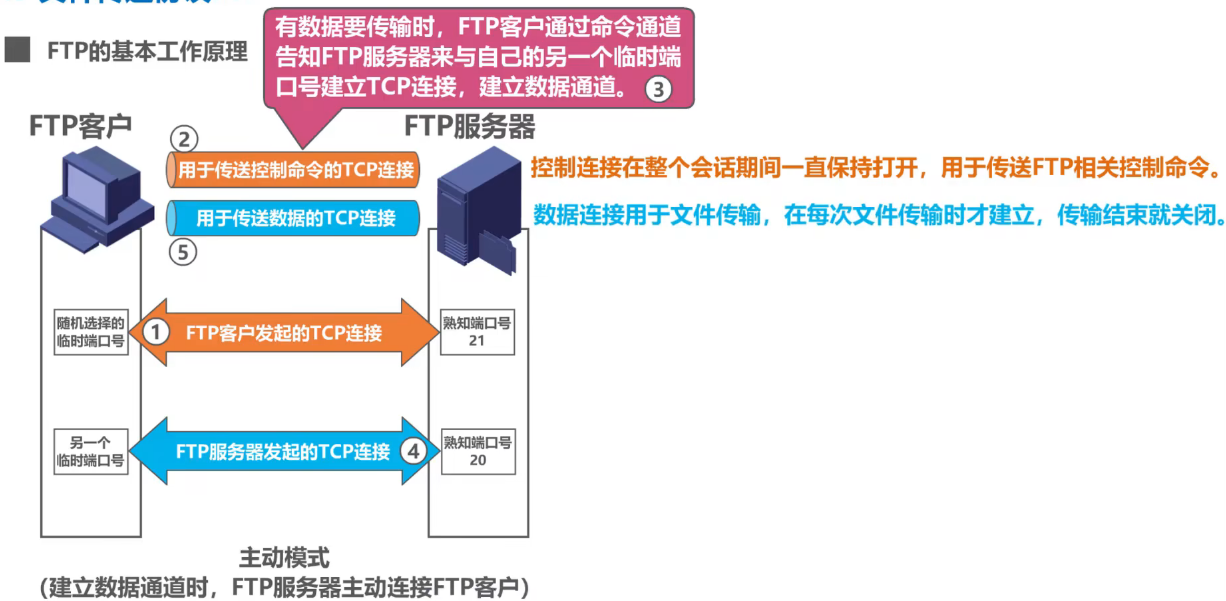 FTP的基本工作原理
有数据要传输时，FTP客户通过命令通道
告知FTP服务器来与自己的另一个临时端
口号建立TCP连接，建立数据通道。 ③
FTP客户
FTP服务器
②
用于传送控制命令的TCP连接
控制连接在整个会话期间一直保持打开，用于传送FTP相关控制命令。
用于传送数据的TCP连接
数据连接用于文件传输，在每次文件传输时才建立，传输结束就关闭。
⑤
随机选择的
临时端口号
① FTP客户发起的TCP连接
熟知端口号
21
另一个
临时端口号
FTP服务器发起的TCP连接 ④
熟知端口号
20
主动模式
(建立数据通道时，FTP服务器主动连接FTP客户)